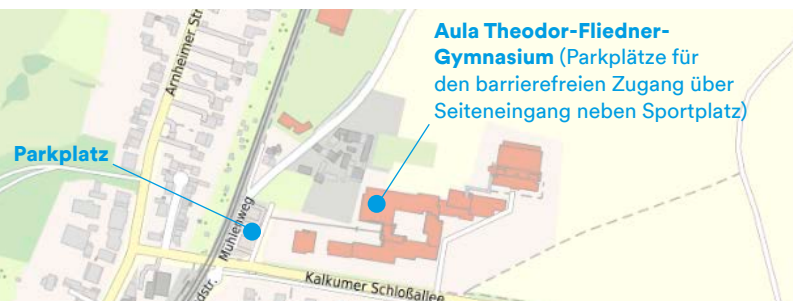 Aula Theodor-Fliedner-
Gymnasium (Parkplätze für
den barrierefreien Zugang über
Seiteneingang neben Sportplatz)
Arnheimer Str
Parkplatz
Mühlenweg
dstr.
Kalkumer Schloßallee